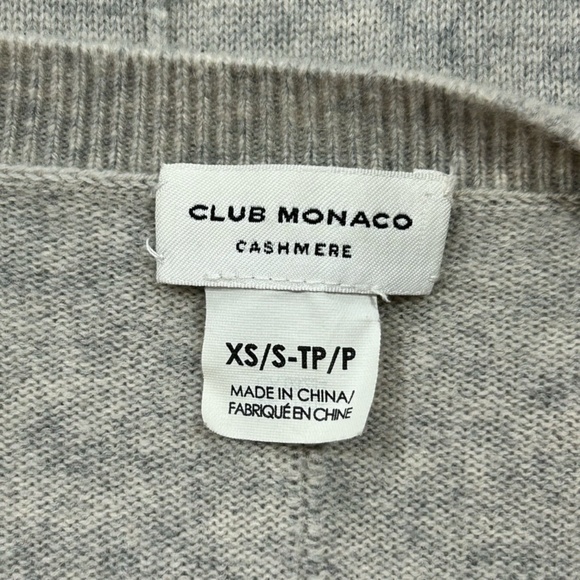 CLUB MONACO
CASHMERE
XS/S-TP/P
MADE IN CHINA/
FABRIQUÉ EN CHINE